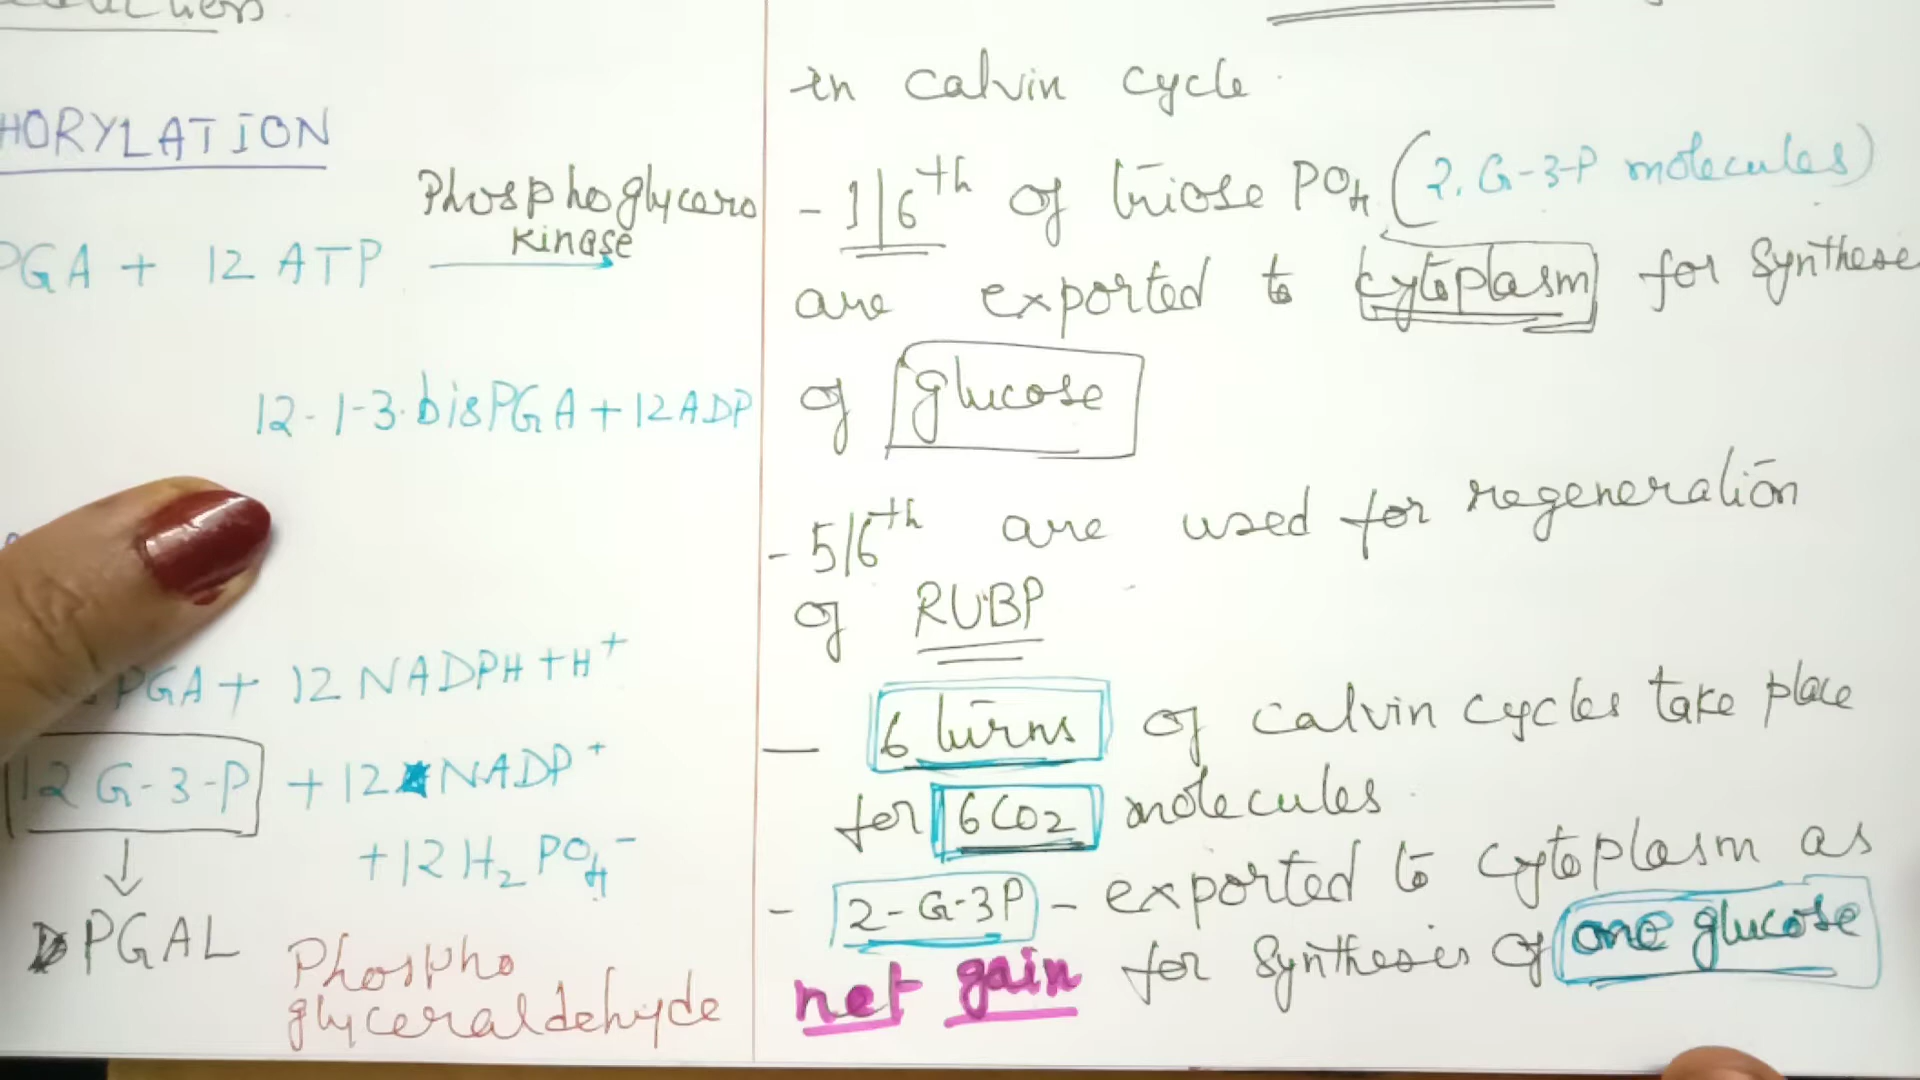 HORYLATION
Phosphoglycero
kinase
PGA + 12 ATP
12-1-3.bisPGA+12ADP
PGA+ 12 NADPH+H+
12 G-3-P + 12 NADP+
+12 H2PO4-
PGAL
Phospho
glyceraldehyde
in calvin cycle.
- 1/6th of triose PO4 (2.G-3-P molecules)
are exported to cytoplasm for synthese
of glucose
- 5/6th are used for regeneration
of RUBP
— 6 turns of calvin cycles take place
for 6CO2 molecules.
- 2-G-3P - exported to cytoplasm as
net gain for syntheses of one glucose